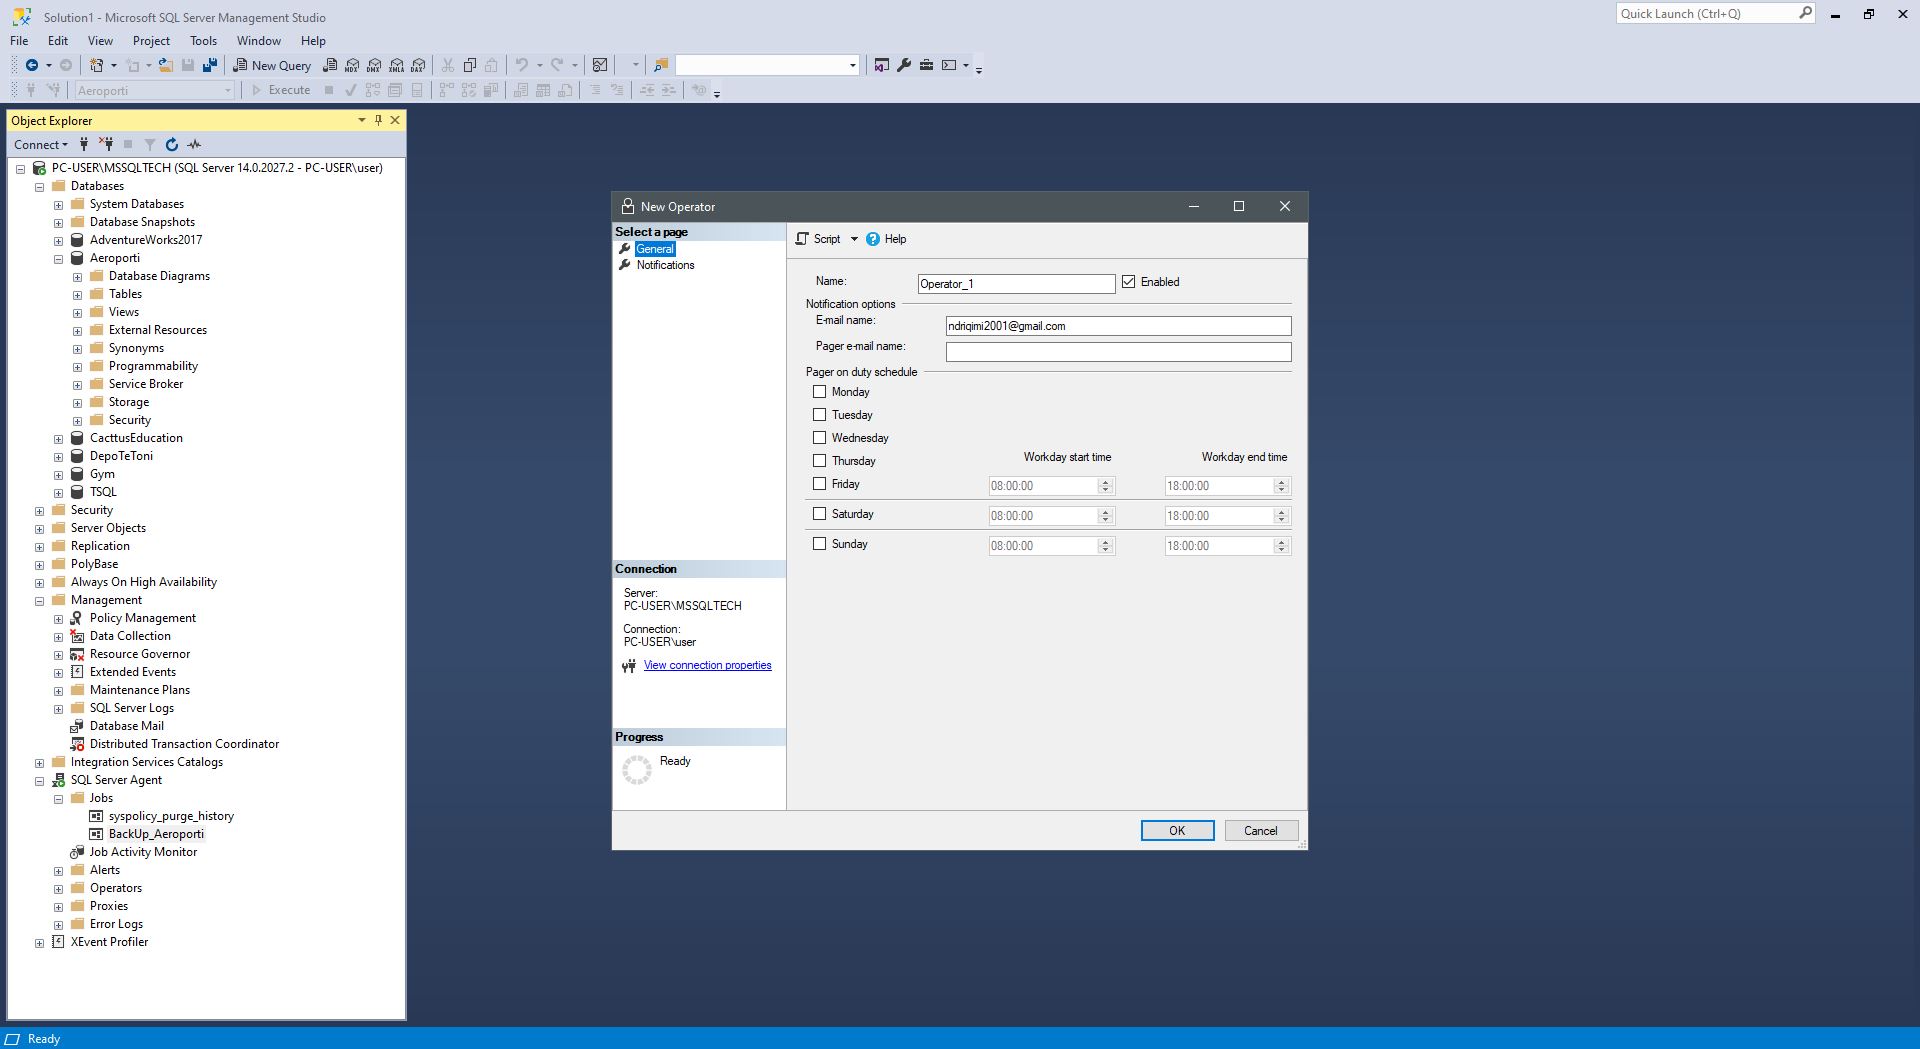 Solution1 - Microsoft SQL Server Management Studio
Quick Launch (Ctrl+Q)
File Edit View Project Tools Window Help
New Query MDX DMX XMLA DAX
Aeroporti Execute
Object Explorer
Connect
PC-USER\MSSQLTECH (SQL Server 14.0.2027.2 - PC-USER\user)
Databases
System Databases
Database Snapshots
AdventureWorks2017
Aeroporti
Database Diagrams
Tables
Views
External Resources
Synonyms
Programmability
Service Broker
Storage
Security
CacttusEducation
DepoTeToni
Gym
TSQL
Security
Server Objects
Replication
PolyBase
Always On High Availability
Management
Policy Management
Data Collection
Resource Governor
Extended Events
Maintenance Plans
SQL Server Logs
Database Mail
Distributed Transaction Coordinator
Integration Services Catalogs
SQL Server Agent
Jobs
syspolicy_purge_history
BackUp_Aeroporti
Job Activity Monitor
Alerts
Operators
Proxies
Error Logs
XEvent Profiler
New Operator
Select a page
General
Notifications
Connection
Server:
PC-USER\MSSQLTECH
Connection:
PC-USER\user
View connection properties
Progress
Ready
Script Help
Name: Operator_1 Enabled
Notification options
E-mail name: ndriqimi2001@gmail.com
Pager e-mail name:
Pager on duty schedule
Monday
Tuesday
Wednesday
Thursday Workday start time Workday end time
Friday 08:00:00 18:00:00
Saturday 08:00:00 18:00:00
Sunday 08:00:00 18:00:00
OK Cancel
Ready